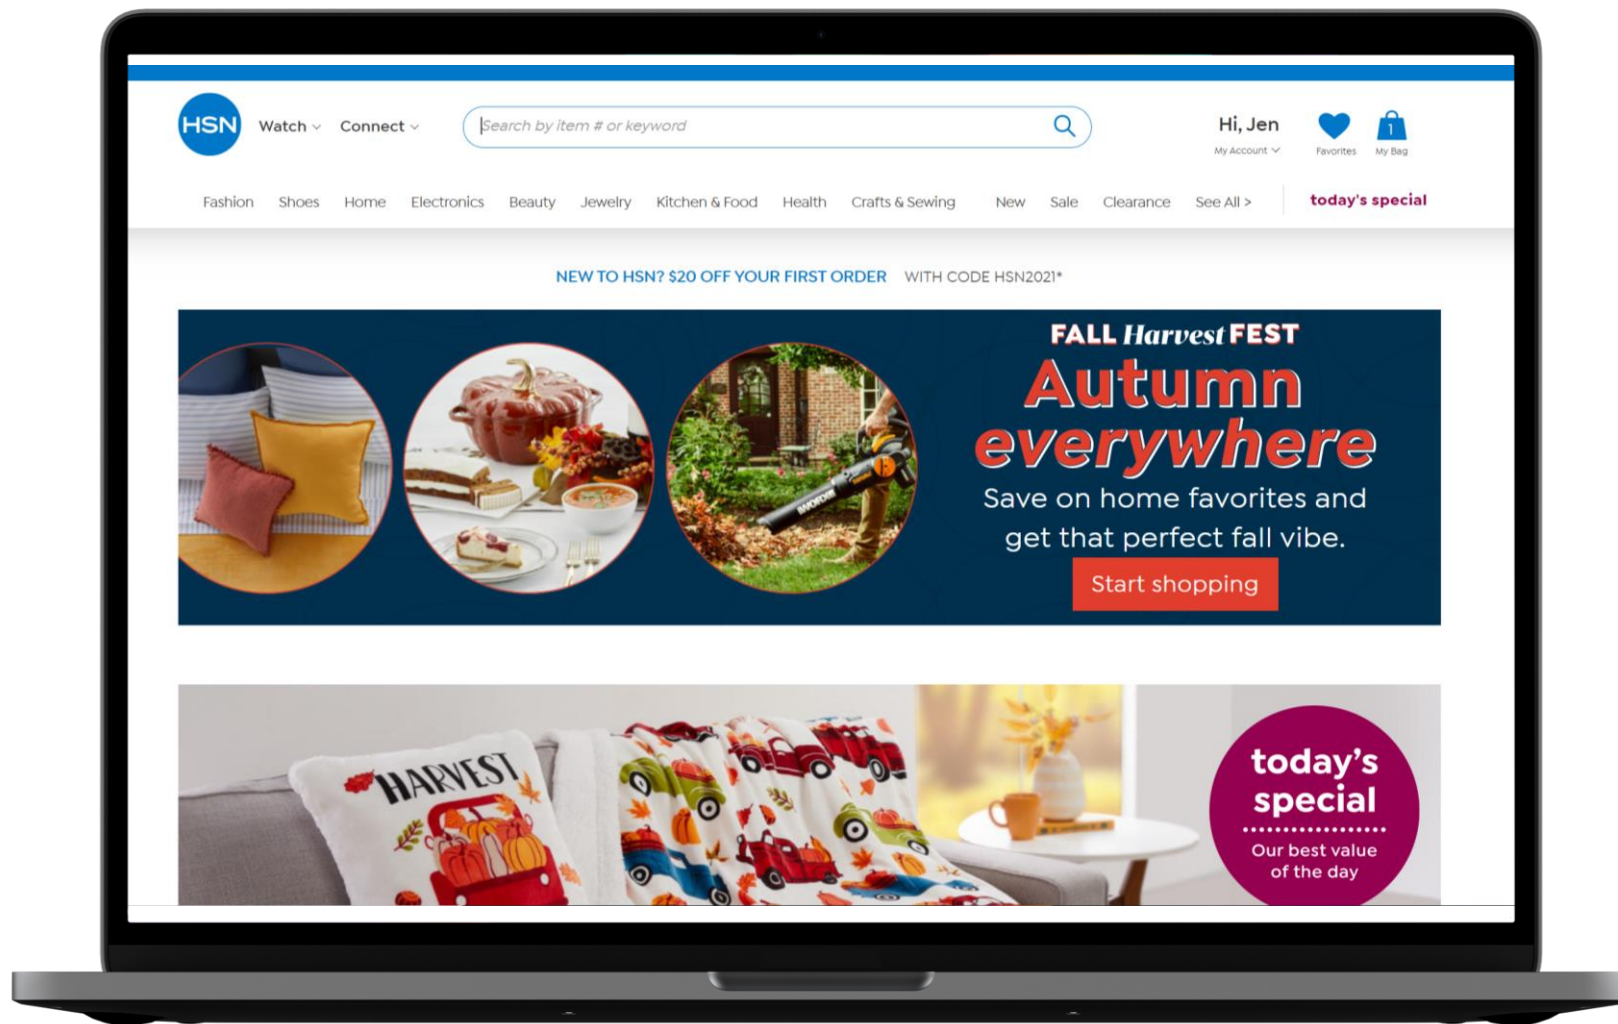 HSN
Watch
Connect
Search by item # or keyword
Hi, Jen
My Account
Favorites
1
My Bag
Fashion
Shoes
Home
Electronics
Beauty
Jewelry
Kitchen & Food
Health
Crafts & Sewing
New
Sale
Clearance
See All >
today's special
NEW TO HSN? $20 OFF YOUR FIRST ORDER WITH CODE HSN2021*
FALL Harvest FEST
Autumn
everywhere
Save on home favorites and
get that perfect fall vibe.
Start shopping
WORX
HARVEST
today's
special
Our best value
of the day